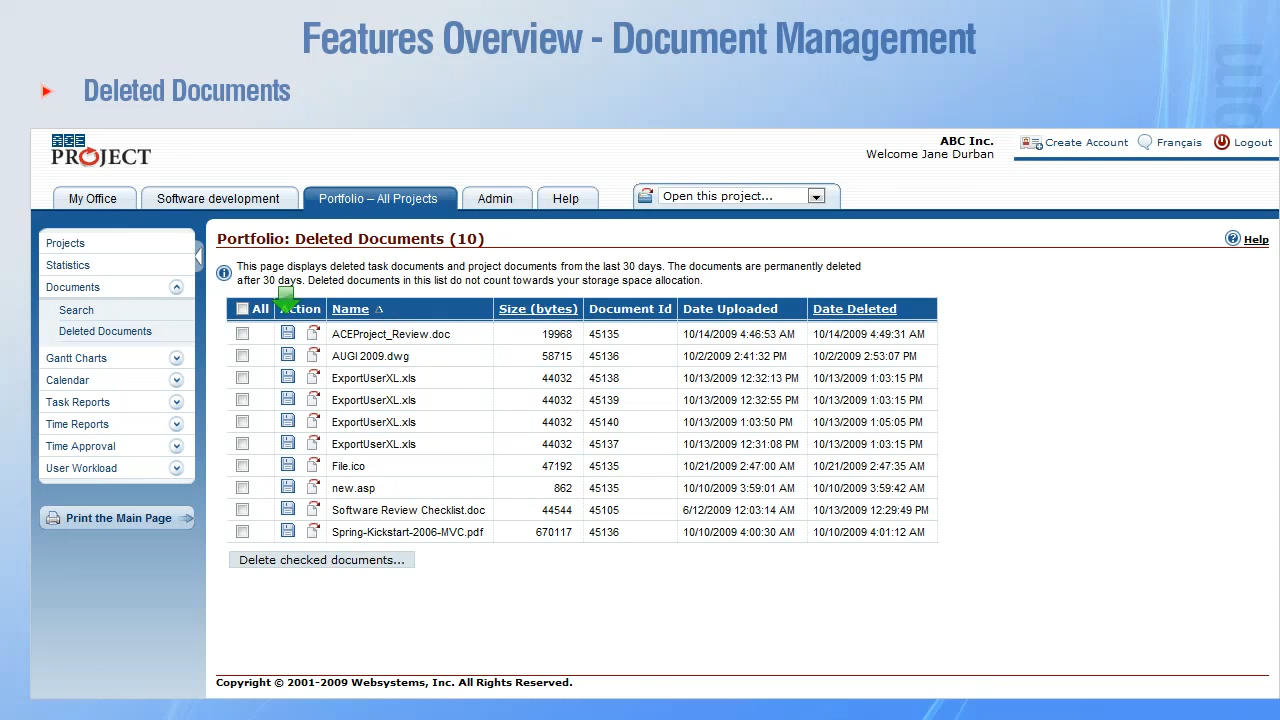 Features Overview - Document Management
Deleted Documents
PROJECT
ABC Inc.
Welcome Jane Durban
Create Account
Français
Logout
My Office
Software development
Portfolio – All Projects
Admin
Help
Open this project...
Projects
Statistics
Documents
Search
Deleted Documents
Gantt Charts
Calendar
Task Reports
Time Reports
Time Approval
User Workload
Print the Main Page
Portfolio: Deleted Documents (10)
Help
This page displays deleted task documents and project documents from the last 30 days. The documents are permanently deleted
after 30 days. Deleted documents in this list do not count towards your storage space allocation.
All Name Size (bytes) Document Id Date Uploaded Date Deleted
ACEProject_Review.doc 19968 45135 10/14/2009 4:46:53 AM 10/14/2009 4:49:31 AM
AUGI 2009.dwg 58715 45136 10/2/2009 2:41:32 PM 10/2/2009 2:53:07 PM
ExportUserXL.xls 44032 45138 10/13/2009 12:32:13 PM 10/13/2009 1:03:15 PM
ExportUserXL.xls 44032 45139 10/13/2009 12:32:55 PM 10/13/2009 1:03:15 PM
ExportUserXL.xls 44032 45140 10/13/2009 1:03:50 PM 10/13/2009 1:05:05 PM
ExportUserXL.xls 44032 45137 10/13/2009 12:31:08 PM 10/13/2009 1:03:15 PM
File.ico 47192 45135 10/21/2009 2:47:00 AM 10/21/2009 2:47:35 AM
new.asp 862 45135 10/10/2009 3:59:01 AM 10/10/2009 3:59:42 AM
Software Review Checklist.doc 44544 45105 6/12/2009 12:03:14 AM 10/13/2009 12:29:49 PM
Spring-Kickstart-2006-MVC.pdf 670117 45136 10/10/2009 4:00:30 AM 10/10/2009 4:01:12 AM
Delete checked documents...
Copyright © 2001-2009 Websystems, Inc. All Rights Reserved.